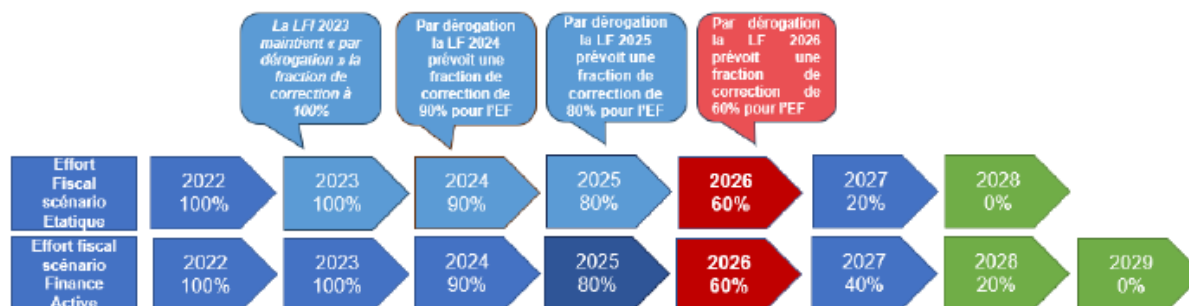 La LFI 2023
maintient « par
dérogation » la
fraction de
correction à
100%
Par dérogation
la LF 2024
prévoit une
fraction de
correction de
90% pour l'EF
Par dérogation
la LF 2025
prévoit une
fraction de
correction de
80% pour l'EF
Par dérogation
la LF 2026
prévoit une
fraction de
correction de
60% pour l'EF
Effort
Fiscal
scénario
Etatique
2022
100%
2023
100%
2024
90%
2025
80%
2026
60%
2027
20%
2028
0%
Effort fiscal
scénario
Finance
Active
2022
100%
2023
100%
2024
90%
2025
80%
2026
60%
2027
40%
2028
20%
2029
0%